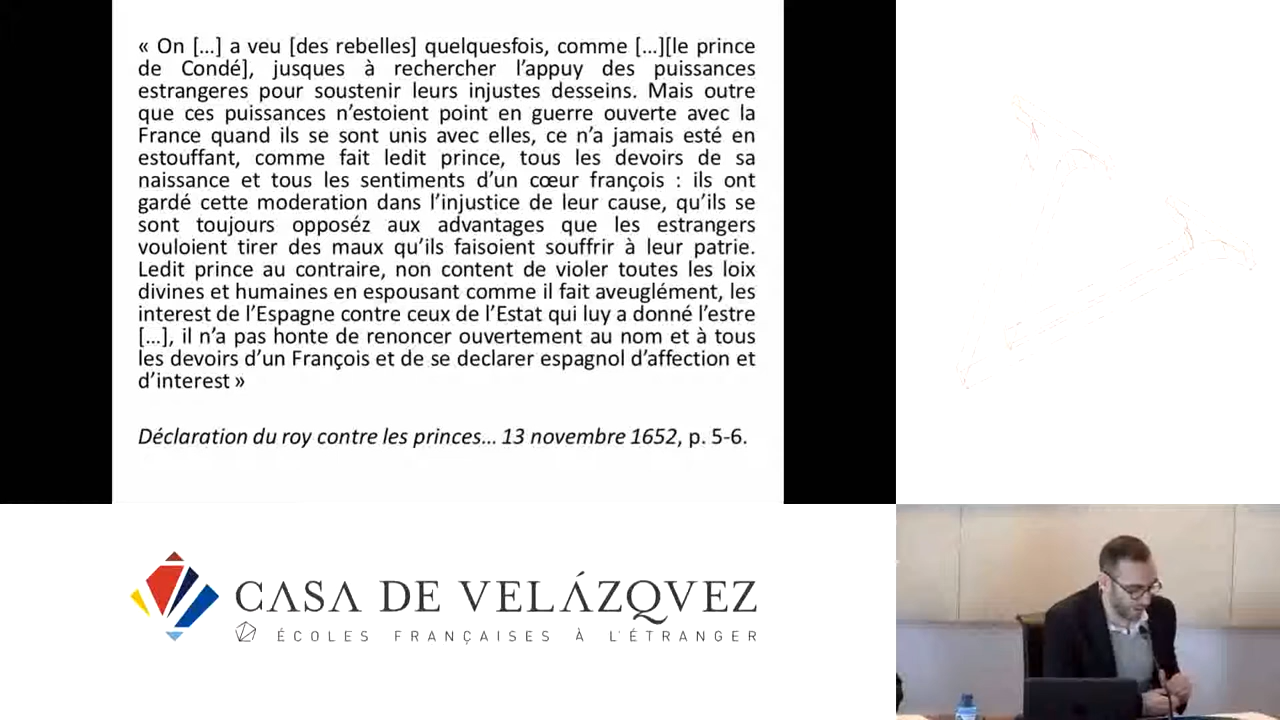 « On [...] a veu [des rebelles] quelquesfois, comme [...][le prince
de Condé], jusques à rechercher l’appuy des puissances
estrangeres pour soustenir leurs injustes desseins. Mais outre
que ces puissances n’estoient point en guerre ouverte avec la
France quand ils se sont unis avec elles, ce n’a jamais esté en
estouffant, comme fait ledit prince, tous les devoirs de sa
naissance et tous les sentiments d’un cœur françois : ils ont
gardé cette moderation dans l’injustice de leur cause, qu’ils se
sont toujours opposéz aux advantages que les estrangers
vouloient tirer des maux qu’ils faisoient souffrir à leur patrie.
Ledit prince au contraire, non content de violer toutes les loix
divines et humaines en espousant comme il fait aveuglément, les
interest de l’Espagne contre ceux de l’Estat qui luy a donné l’estre
[...], il n’a pas honte de renoncer ouvertement au nom et à tous
les devoirs d’un François et de se declarer espagnol d’affection et
d’interest »
Déclaration du roy contre les princes... 13 novembre 1652, p. 5-6.
CASA DE VELÁZQVEZ
ÉCOLES FRANÇAISES À L'ÉTRANGER